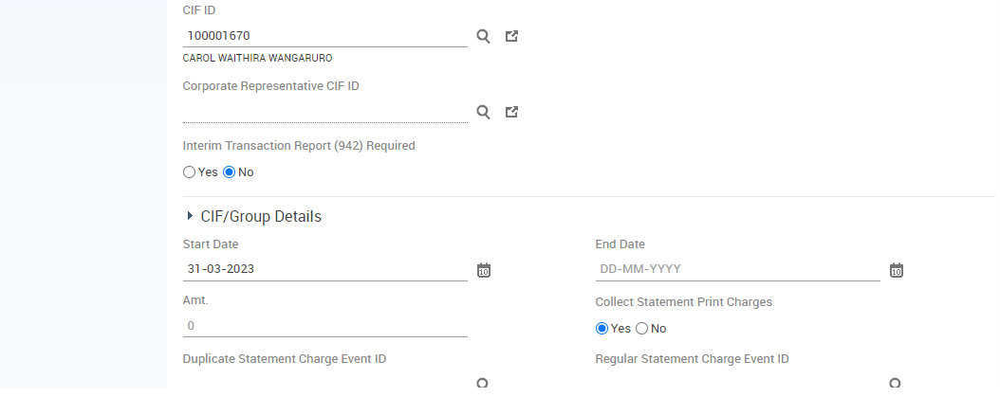 CIF ID
100001670
CAROL WAITHIRA WANGARURO
Corporate Representative CIF ID
Interim Transaction Report (942) Required
Yes No
CIF/Group Details
Start Date End Date
31-03-2023 10 DD-MM-YYYY 10
Amt. Collect Statement Print Charges
0 Yes No
Duplicate Statement Charge Event ID Regular Statement Charge Event ID